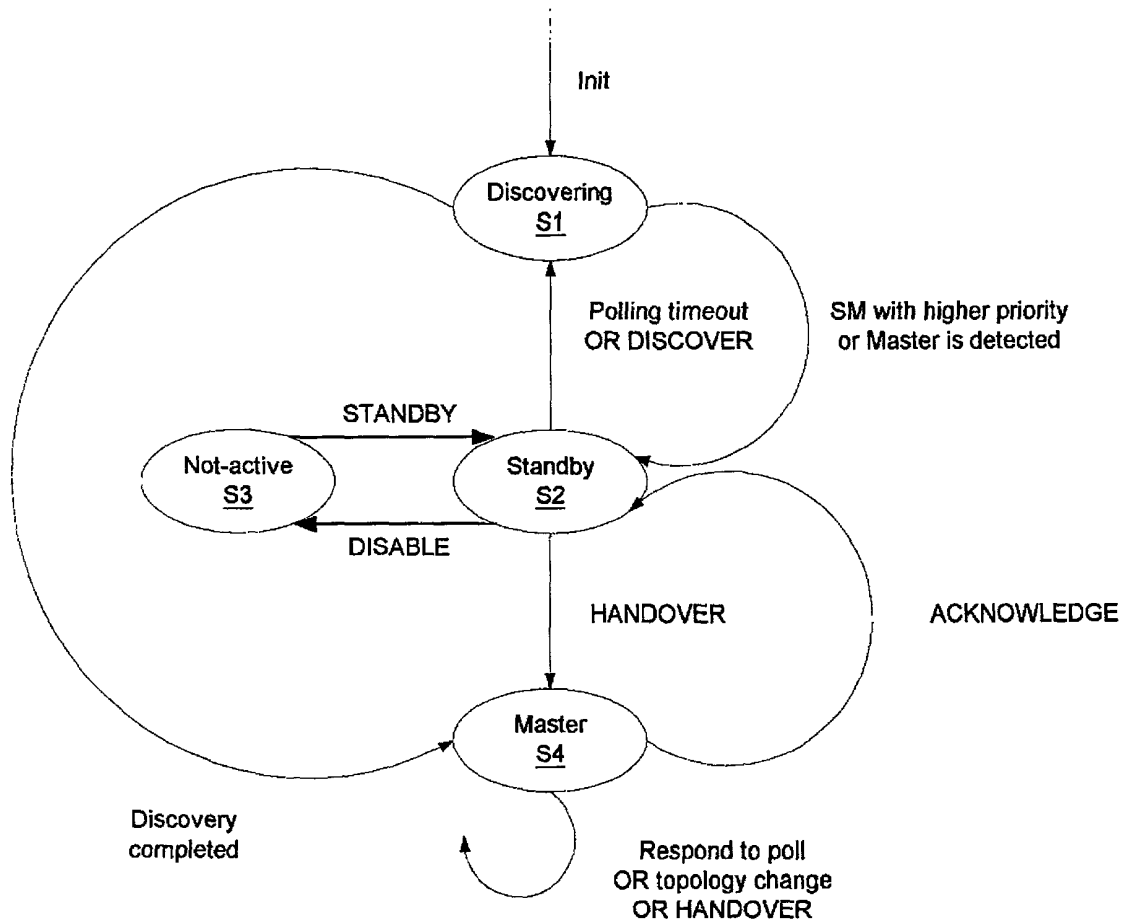 Init
Discovering
S1
Polling timeout
OR DISCOVER
SM with higher priority
or Master is detected
STANDBY
Not-active
S3
Standby
S2
DISABLE
HANDOVER
ACKNOWLEDGE
Master
S4
Discovery
completed
Respond to poll
OR topology change
OR HANDOVER